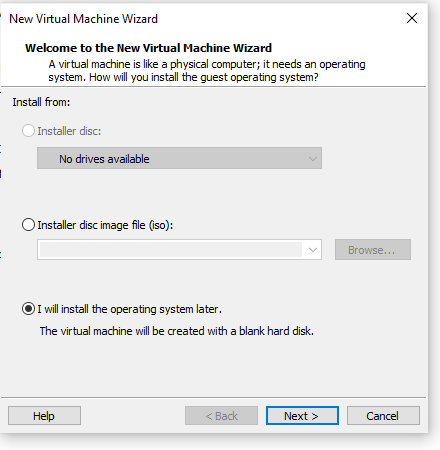 New Virtual Machine Wizard
Welcome to the New Virtual Machine Wizard
A virtual machine is like a physical computer; it needs an operating
system. How will you install the guest operating system?
Install from:
Installer disc:
No drives available
Installer disc image file (iso):
Browse...
I will install the operating system later.
The virtual machine will be created with a blank hard disk.
Help
< Back
Next >
Cancel